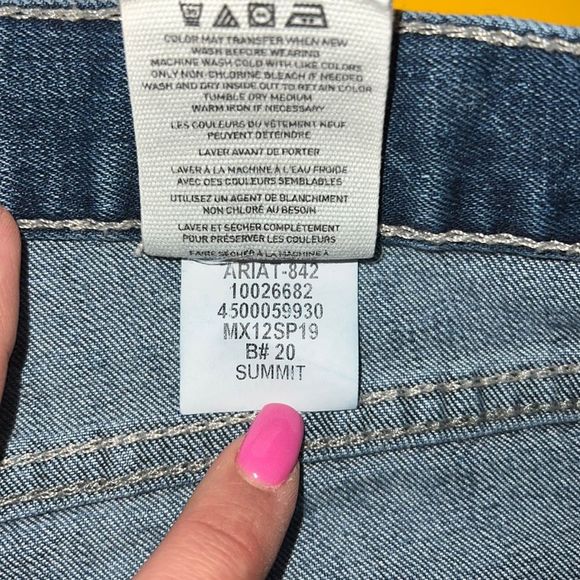 COLOR MAY TRANSFER WHEN NEW
WASH BEFORE WEARING
MACHINE WASH COLD WITH LIKE COLORS
ONLY NON-CHLORINE BLEACH IF NEEDED
WASH AND DRY INSIDE OUT TO RETAIN COLOR
TUMBLE DRY MEDIUM
WARM IRON IF NECESSARY
LES COULEURS DU VÊTEMENT NEUF
PEUVENT DÉTEINDRE
LAVER AVANT DE PORTER
LAVER À LA MACHINE À L'EAU FROIDE
AVEC DES COULEURS SEMBLABLES
UTILISEZ UN AGENT DE BLANCHIMENT
NON CHLORÉ AU BESOIN
LAVER ET SÉCHER COMPLÈTEMENT
POUR PRÉSERVER LES COULEURS
FAIRE SÉCHER À LA MACHINE À
ARIAT-842
10026682
4500059930
MX12SP19
B# 20
SUMMIT